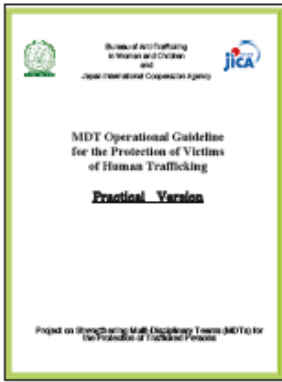 Bureau of Anti-Trafficking
in Women and Children
and
Japan International Cooperation Agency
JICA
MDT Operational Guideline
for the Protection of Victims
of Human Trafficking
Practical Version
Project on Strengthening Multi-Disciplinary Teams (MDTs) for
the Protection of Trafficked Persons